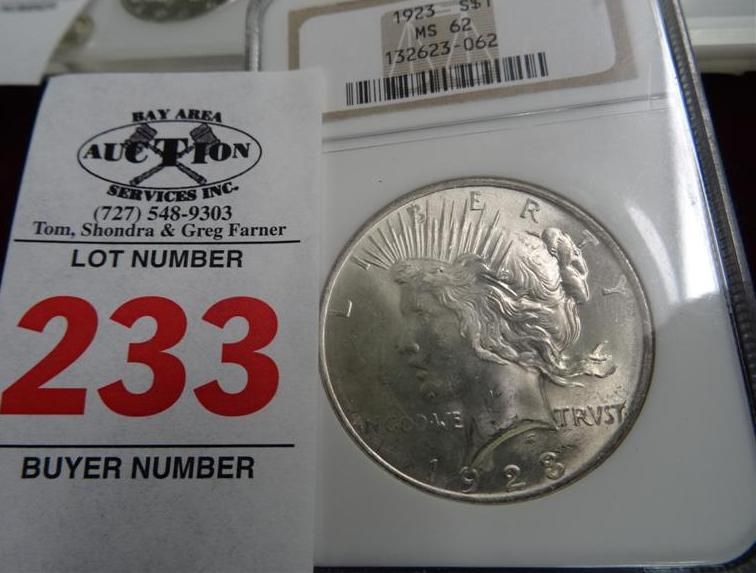 BAY AREA
AUCTION
SERVICES INC.
(727) 548-9303
Tom, Shondra & Greg Farner
LOT NUMBER
233
BUYER NUMBER
1923 S$1
MS 62
132623-062
LIBERTY
IN GOD WE TRVST
1923